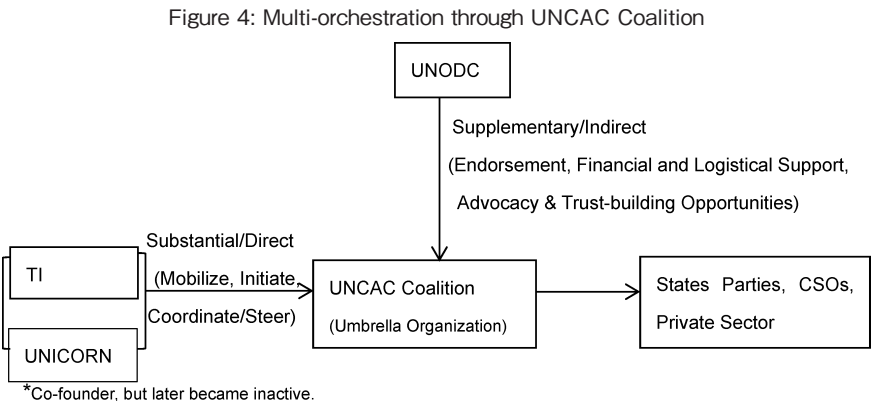 Figure 4: Multi-orchestration through UNCAC Coalition
UNODC
Supplementary/Indirect
(Endorsement, Financial and Logistical Support,
Advocacy & Trust-building Opportunities)
Substantial/Direct
(Mobilize, Initiate,
Coordinate/Steer)
TI
UNICORN
UNCAC Coalition
(Umbrella Organization)
States Parties, CSOs,
Private Sector
*Co-founder, but later became inactive.